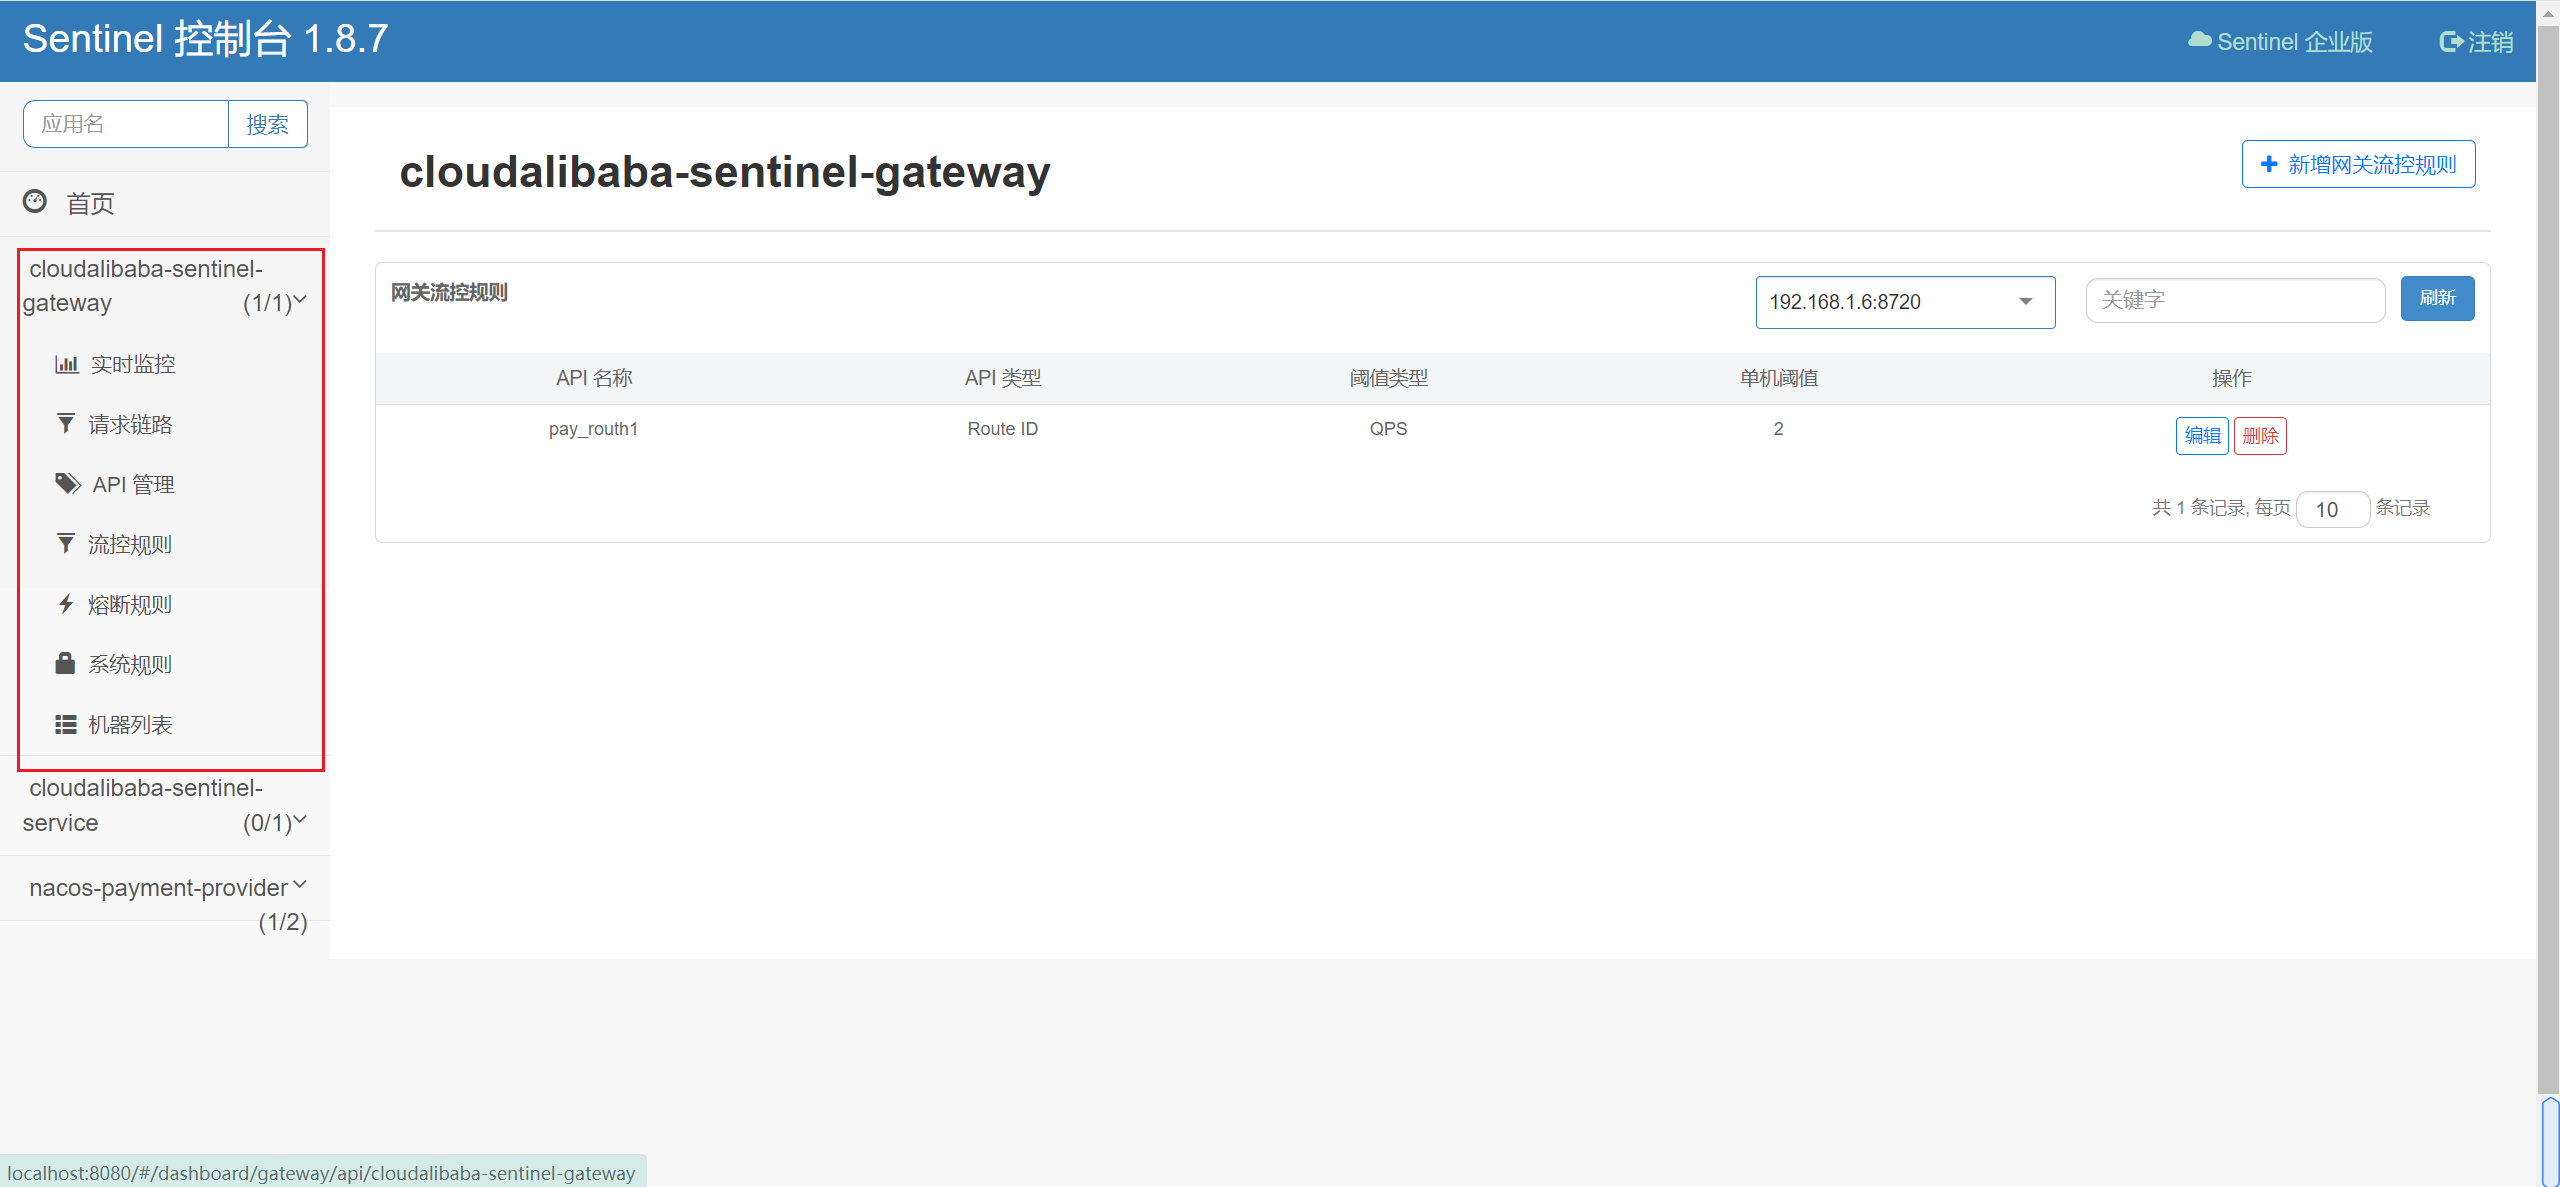 Sentinel 控制台 1.8.7
Sentinel 企业版
注销
应用名
搜索
首页
cloudalibaba-sentinel-
gateway (1/1)
实时监控
请求链路
API 管理
流控规则
熔断规则
系统规则
机器列表
cloudalibaba-sentinel-
service (0/1)
nacos-payment-provider
(1/2)
cloudalibaba-sentinel-gateway
新增网关流控规则
网关流控规则
192.168.1.6:8720
关键字
刷新
API 名称 API 类型 阈值类型 单机阈值 操作
pay_routh1 Route ID QPS 2 编辑 删除
共 1 条记录, 每页 10 条记录
localhost:8080/#/dashboard/gateway/api/cloudalibaba-sentinel-gateway